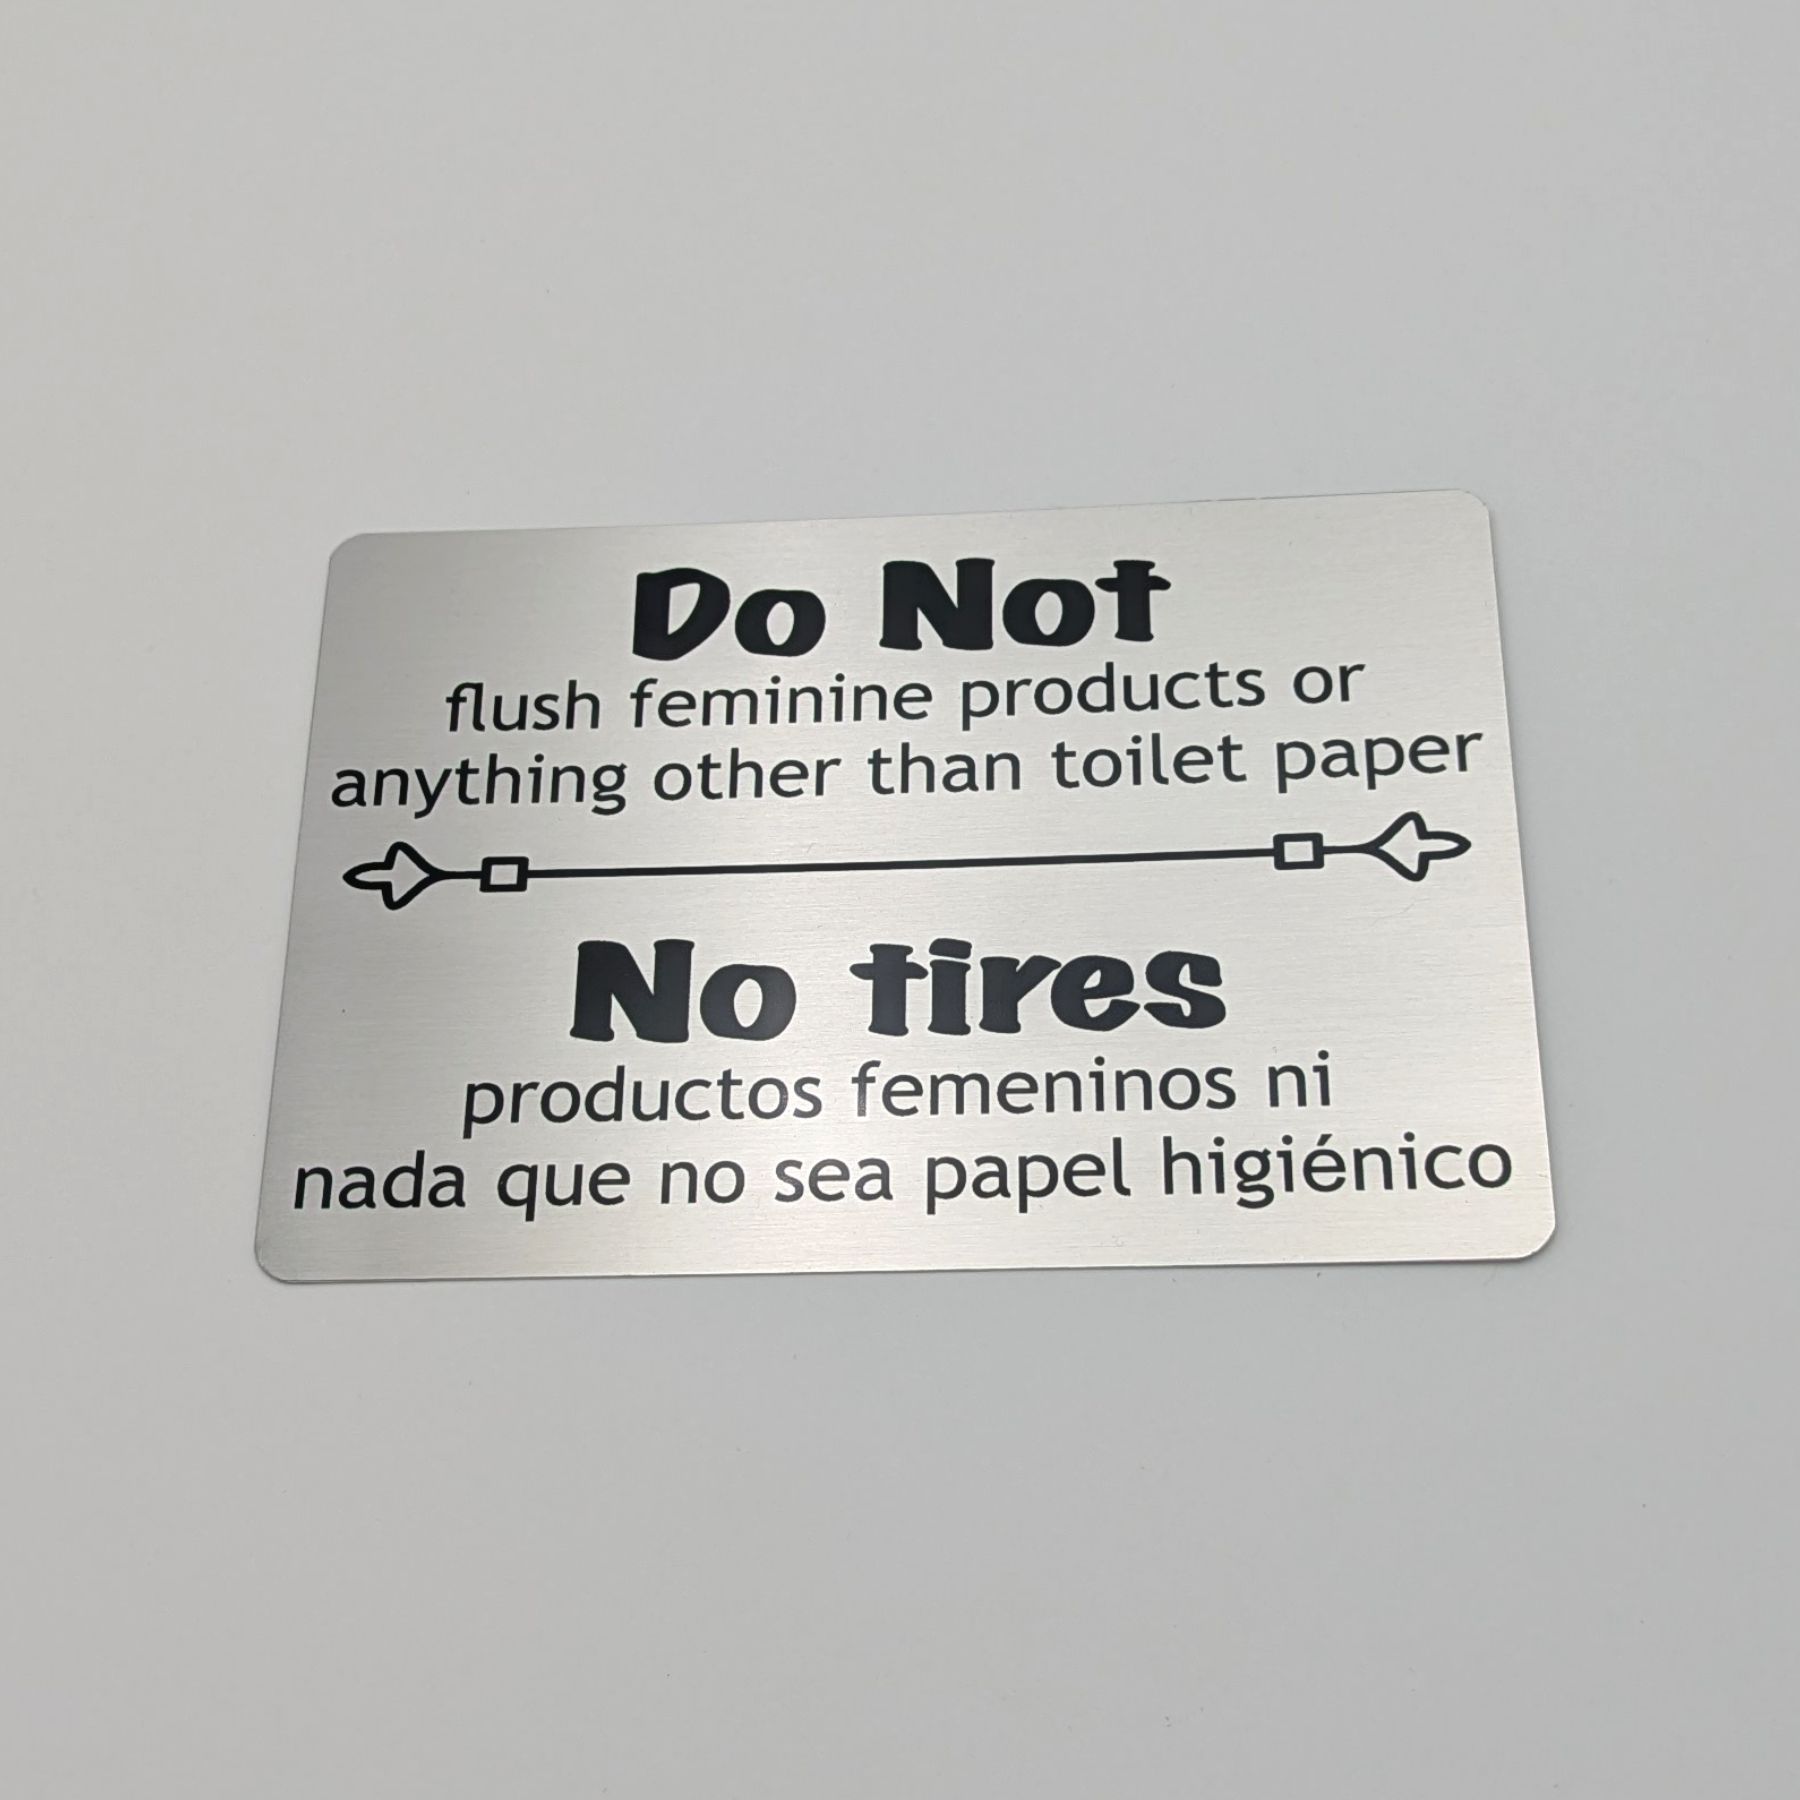 Do Not
flush feminine products or
anything other than toilet paper
No tires
productos femeninos ni
nada que no sea papel higiénico